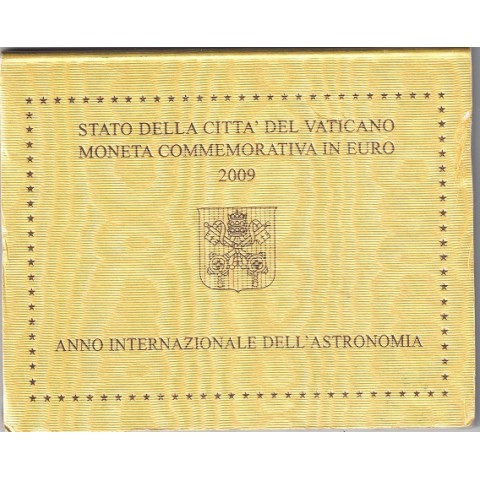 STATO DELLA CITTA' DEL VATICANO
MONETA COMMEMORATIVA IN EURO
2009
ANNO INTERNAZIONALE DELL'ASTRONOMIA